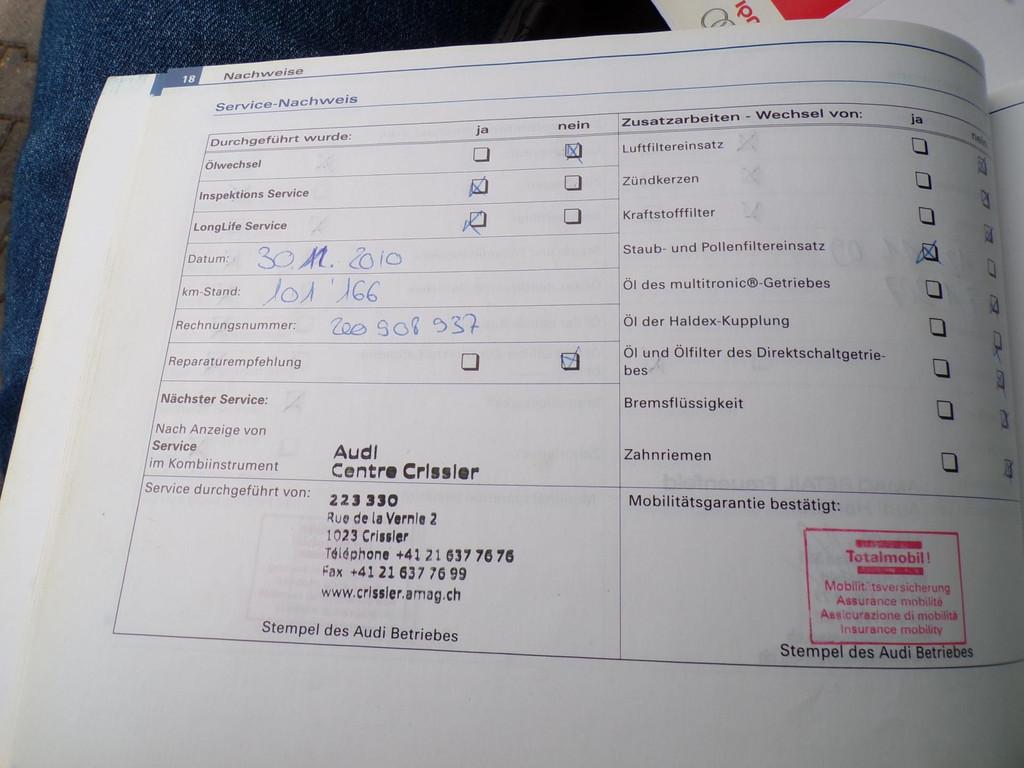 18 Nachweise
Service-Nachweis
Durchgeführt wurde: ja nein
Ölwechsel
Inspektions Service
LongLife Service
Datum: 30.11.2010
km-Stand: 101'166
Rechnungsnummer: 200 908 937
Reparaturempfehlung
Nächster Service:
Nach Anzeige von
Service
im Kombiinstrument
Audi
Centre Crissier
Service durchgeführt von:
223 330
Rue de la Vernie 2
1023 Crissier
Téléphone +41 21 637 76 76
Fax +41 21 637 76 99
www.crissier.amag.ch
Stempel des Audi Betriebes
Zusatzarbeiten - Wechsel von: ja nein
Luftfiltereinsatz
Zündkerzen
Kraftstofffilter
Staub- und Pollenfiltereinsatz
Öl des multitronic®-Getriebes
Öl der Haldex-Kupplung
Öl und Ölfilter des Direktschaltgetrie-
bes
Bremsflüssigkeit
Zahnriemen
Mobilitätsgarantie bestätigt:
Totalmobil!
Mobilitätsversicherung
Assurance mobilité
Assicurazione di mobilità
Insurance mobility
Stempel des Audi Betriebes